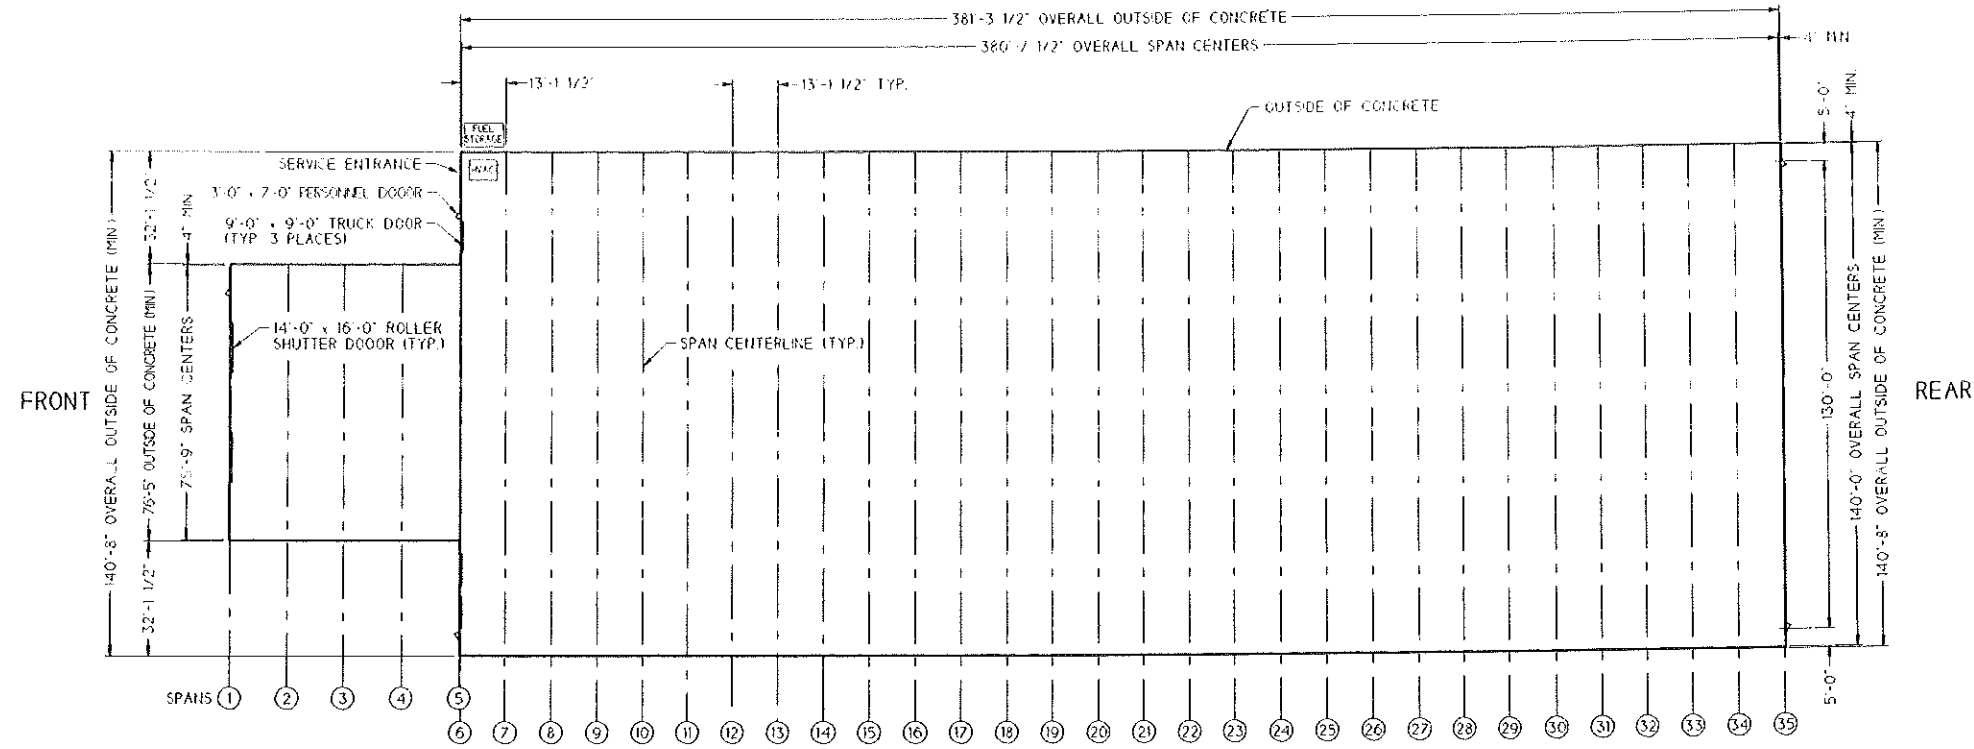 381'-3 1/2" OVERALL OUTSIDE OF CONCRETE
380'-7 1/2" OVERALL SPAN CENTERS
4" MIN
13'-1 1/2"
13'-1 1/2" TYP.
OUTSIDE OF CONCRETE
5'-0"
4" MIN.
FUEL
STORAGE
HVAC
SERVICE ENTRANCE
3'-0" x 7'-0" PERSONNEL DOOOR
9'-0" x 9'-0" TRUCK DOOR
(TYP. 3 PLACES)
32'-1 1/2"
4" MIN
140'-8" OVERALL OUTSIDE OF CONCRETE (MIN)
76'-5" OUTSDE OF CONCRETE (MIN)
75'-9" SPAN CENTERS
32'-1 1/2"
14'-0" x 16'-0" ROLLER
SHUTTER DOOOR (TYP.)
SPAN CENTERLINE (TYP.)
FRONT
REAR
130'-0"
140'-0" OVERALL SPAN CENTERS
140'-8" OVERALL OUTSIDE OF CONCRETE (MIN)
5'-0"
SPANS 1 2 3 4 5
6 7 8 9 10 11 12 13 14 15 16 17 18 19 20 21 22 23 24 25 26 27 28 29 30 31 32 33 34 35